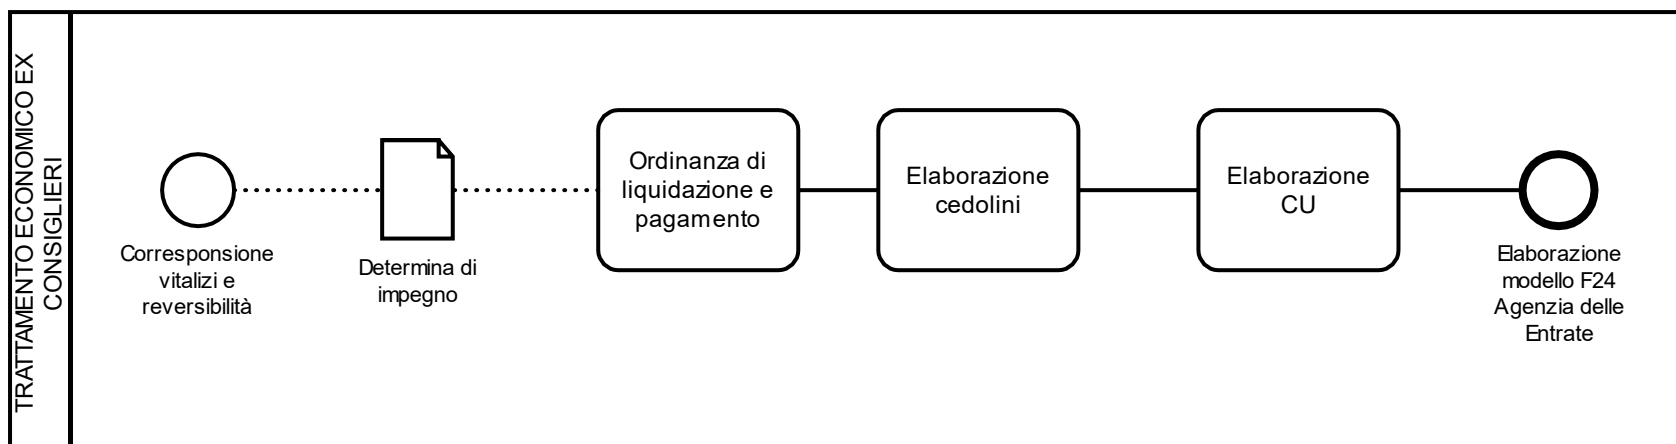 TRATTAMENTO ECONOMICO EX
CONSIGLIERI
Corresponsione
vitalizi e
reversibilità
Determina di
impegno
Ordinanza di
liquidazione e
pagamento
Elaborazione
cedolini
Elaborazione
CU
Elaborazione
modello F24
Agenzia delle
Entrate